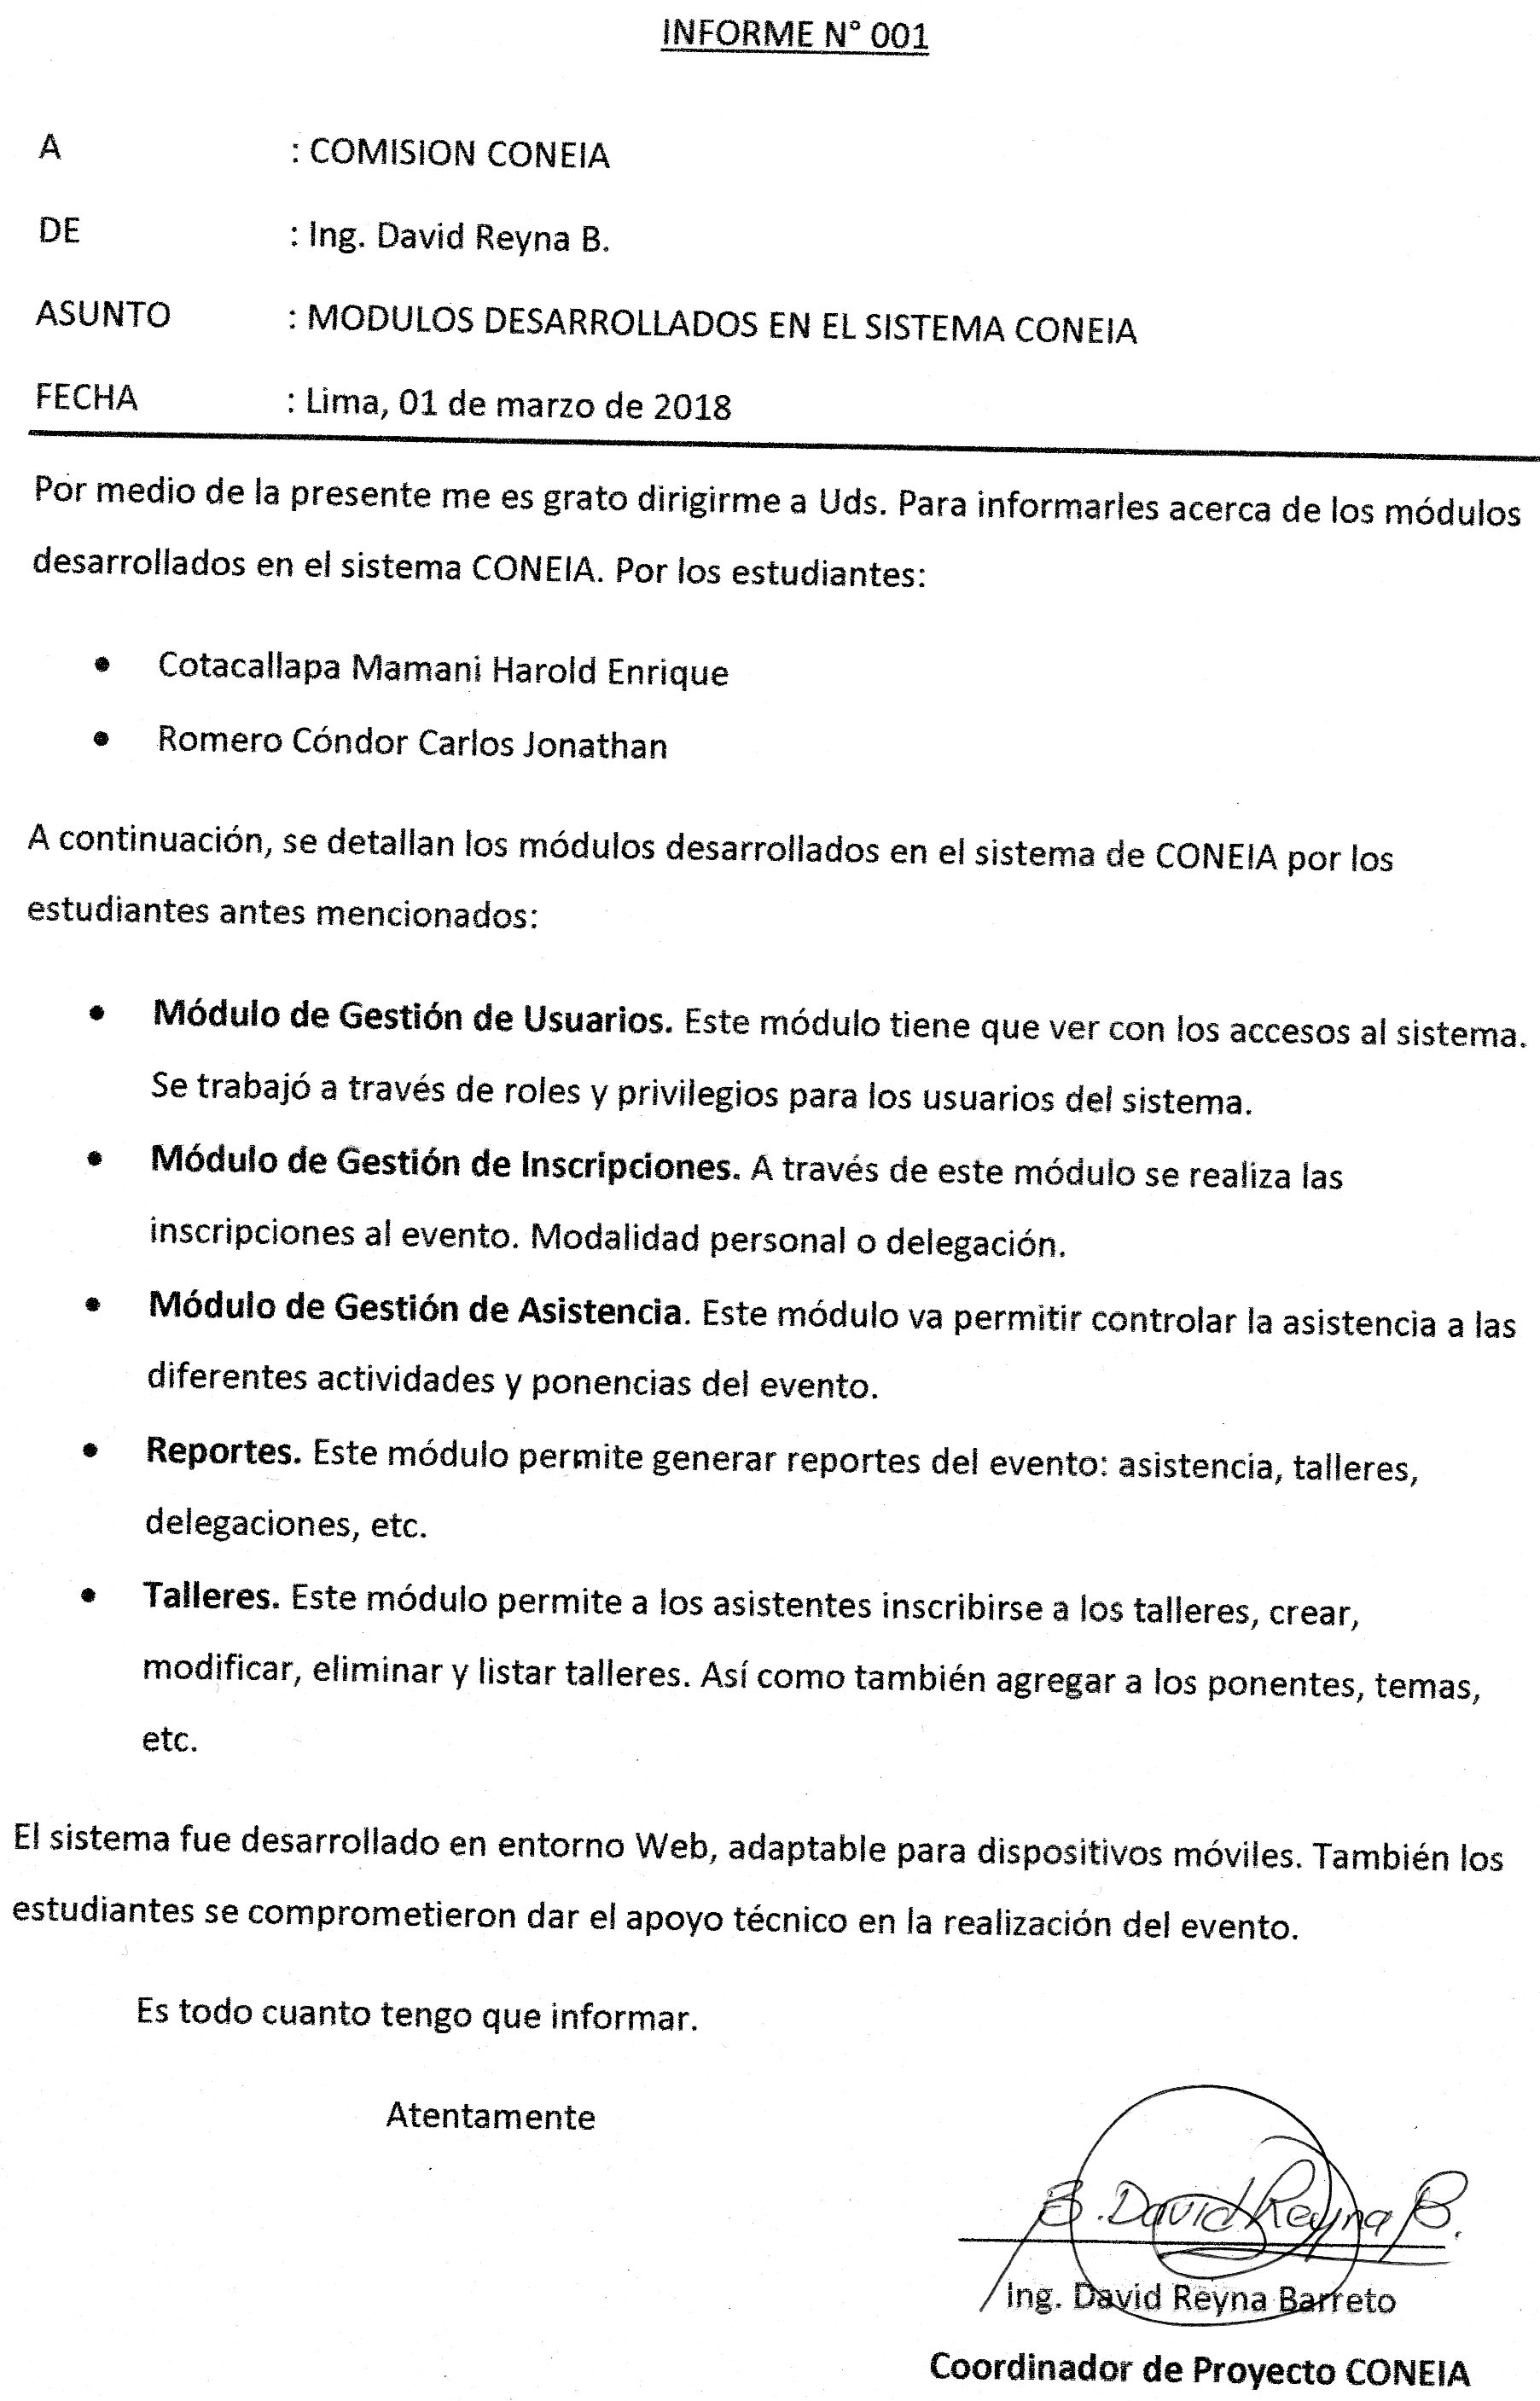 INFORME N° 001
A : COMISION CONEIA
DE : Ing. David Reyna B.
ASUNTO : MODULOS DESARROLLADOS EN EL SISTEMA CONEIA
FECHA : Lima, 01 de marzo de 2018
Por medio de la presente me es grato dirigirme a Uds. Para informarles acerca de los módulos
desarrollados en el sistema CONEIA. Por los estudiantes:
• Cotacallapa Mamani Harold Enrique
• Romero Cóndor Carlos Jonathan
A continuación, se detallan los módulos desarrollados en el sistema de CONEIA por los
estudiantes antes mencionados:
• Módulo de Gestión de Usuarios. Este módulo tiene que ver con los accesos al sistema.
Se trabajó a través de roles y privilegios para los usuarios del sistema.
• Módulo de Gestión de Inscripciones. A través de este módulo se realiza las
inscripciones al evento. Modalidad personal o delegación.
• Módulo de Gestión de Asistencia. Este módulo va permitir controlar la asistencia a las
diferentes actividades y ponencias del evento.
• Reportes. Este módulo permite generar reportes del evento: asistencia, talleres,
delegaciones, etc.
• Talleres. Este módulo permite a los asistentes inscribirse a los talleres, crear,
modificar, eliminar y listar talleres. Así como también agregar a los ponentes, temas,
etc.
El sistema fue desarrollado en entorno Web, adaptable para dispositivos móviles. También los
estudiantes se comprometieron dar el apoyo técnico en la realización del evento.
Es todo cuanto tengo que informar.
Atentamente
B. David Reyna B.
Ing. David Reyna Barreto
Coordinador de Proyecto CONEIA